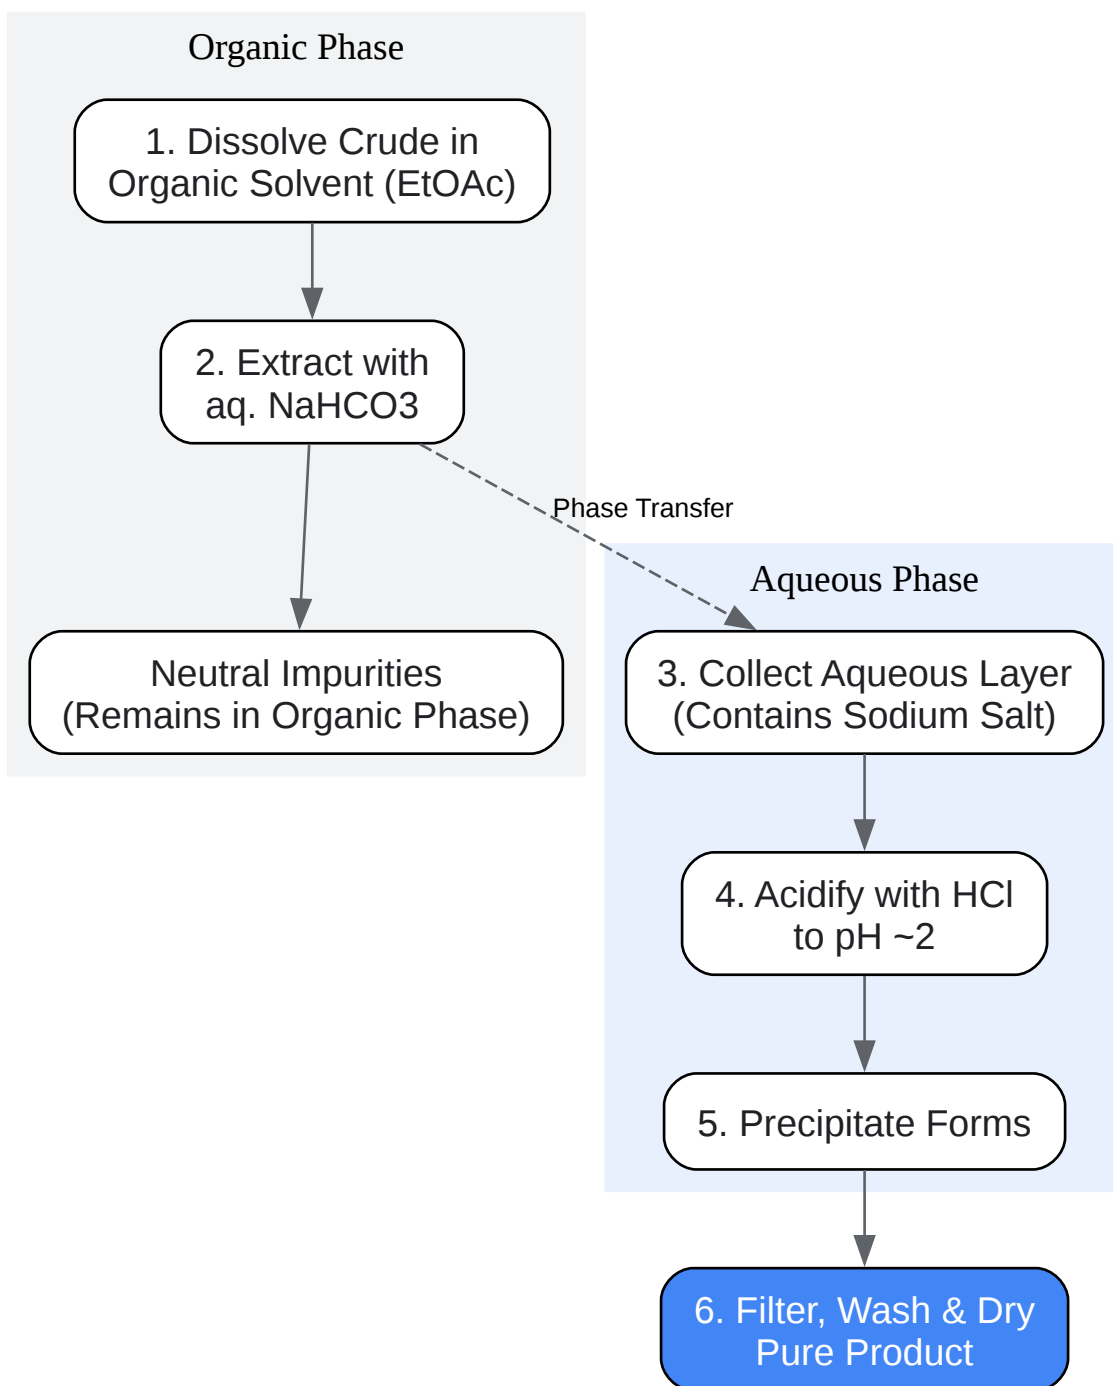 Organic Phase
1. Dissolve Crude in
Organic Solvent (EtOAc)
2. Extract with
aq. NaHCO3
Phase Transfer
Neutral Impurities
(Remains in Organic Phase)
Aqueous Phase
3. Collect Aqueous Layer
(Contains Sodium Salt)
4. Acidify with HCl
to pH ~2
5. Precipitate Forms
6. Filter, Wash & Dry
Pure Product